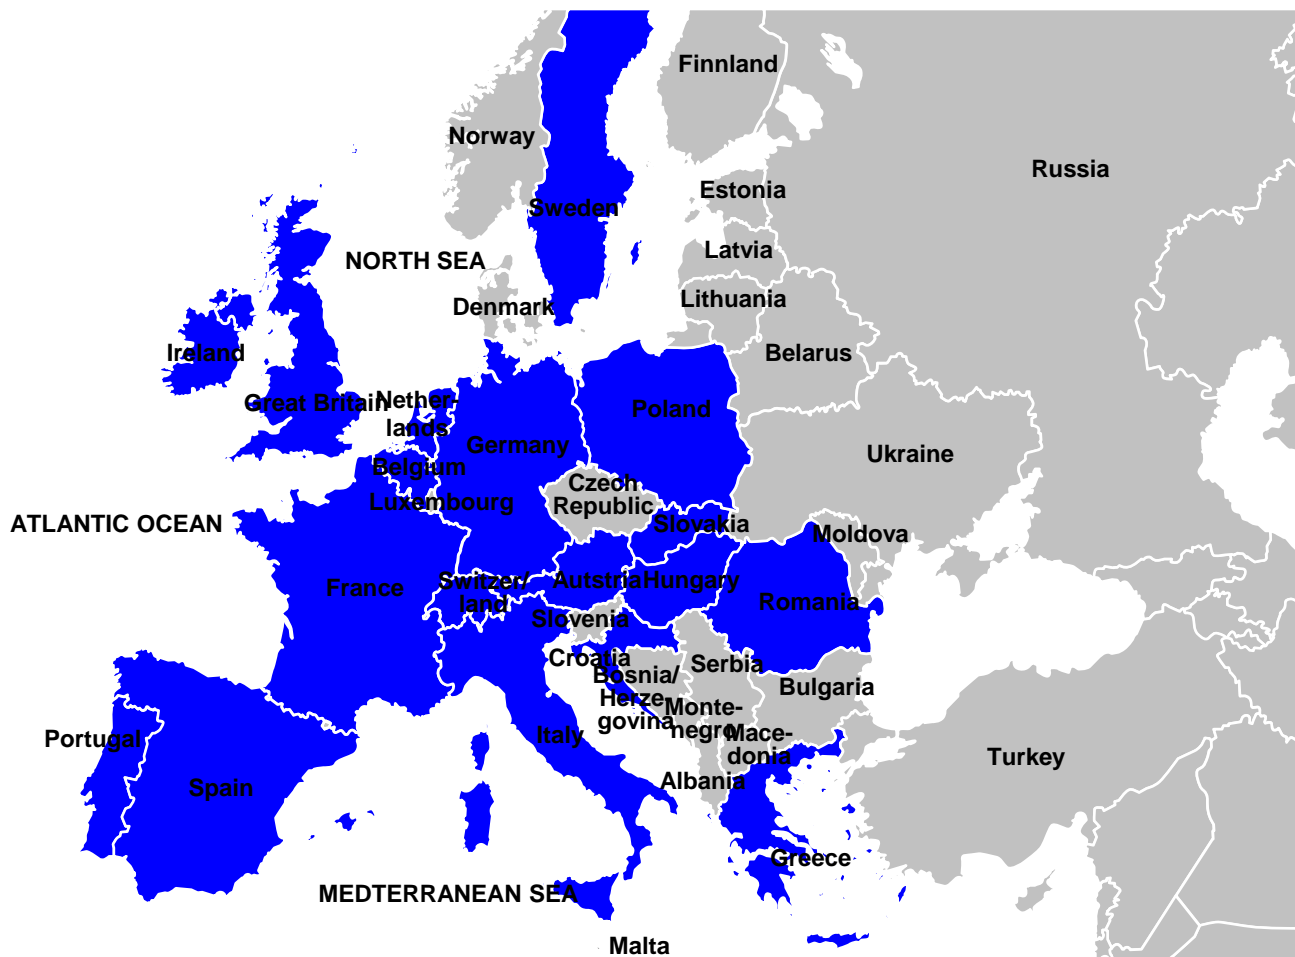 Finnland
Norway
Russia
Estonia
Sweden
Latvia
NORTH SEA
Lithuania
Denmark
Ireland
Belarus
Great Britain
Nether-
lands
Poland
Germany
Ukraine
Belgium
Czech
Republic
Luxembourg
ATLANTIC OCEAN
Slovakia
Moldova
France
Switzer/
land
Autstria
Hungary
Romania
Slovenia
Croatia
Serbia
Bosnia/
Herze-
govina
Bulgaria
Monte-
negro
Mace-
donia
Portugal
Italy
Turkey
Spain
Albania
Greece
MEDTERRANEAN SEA
Malta